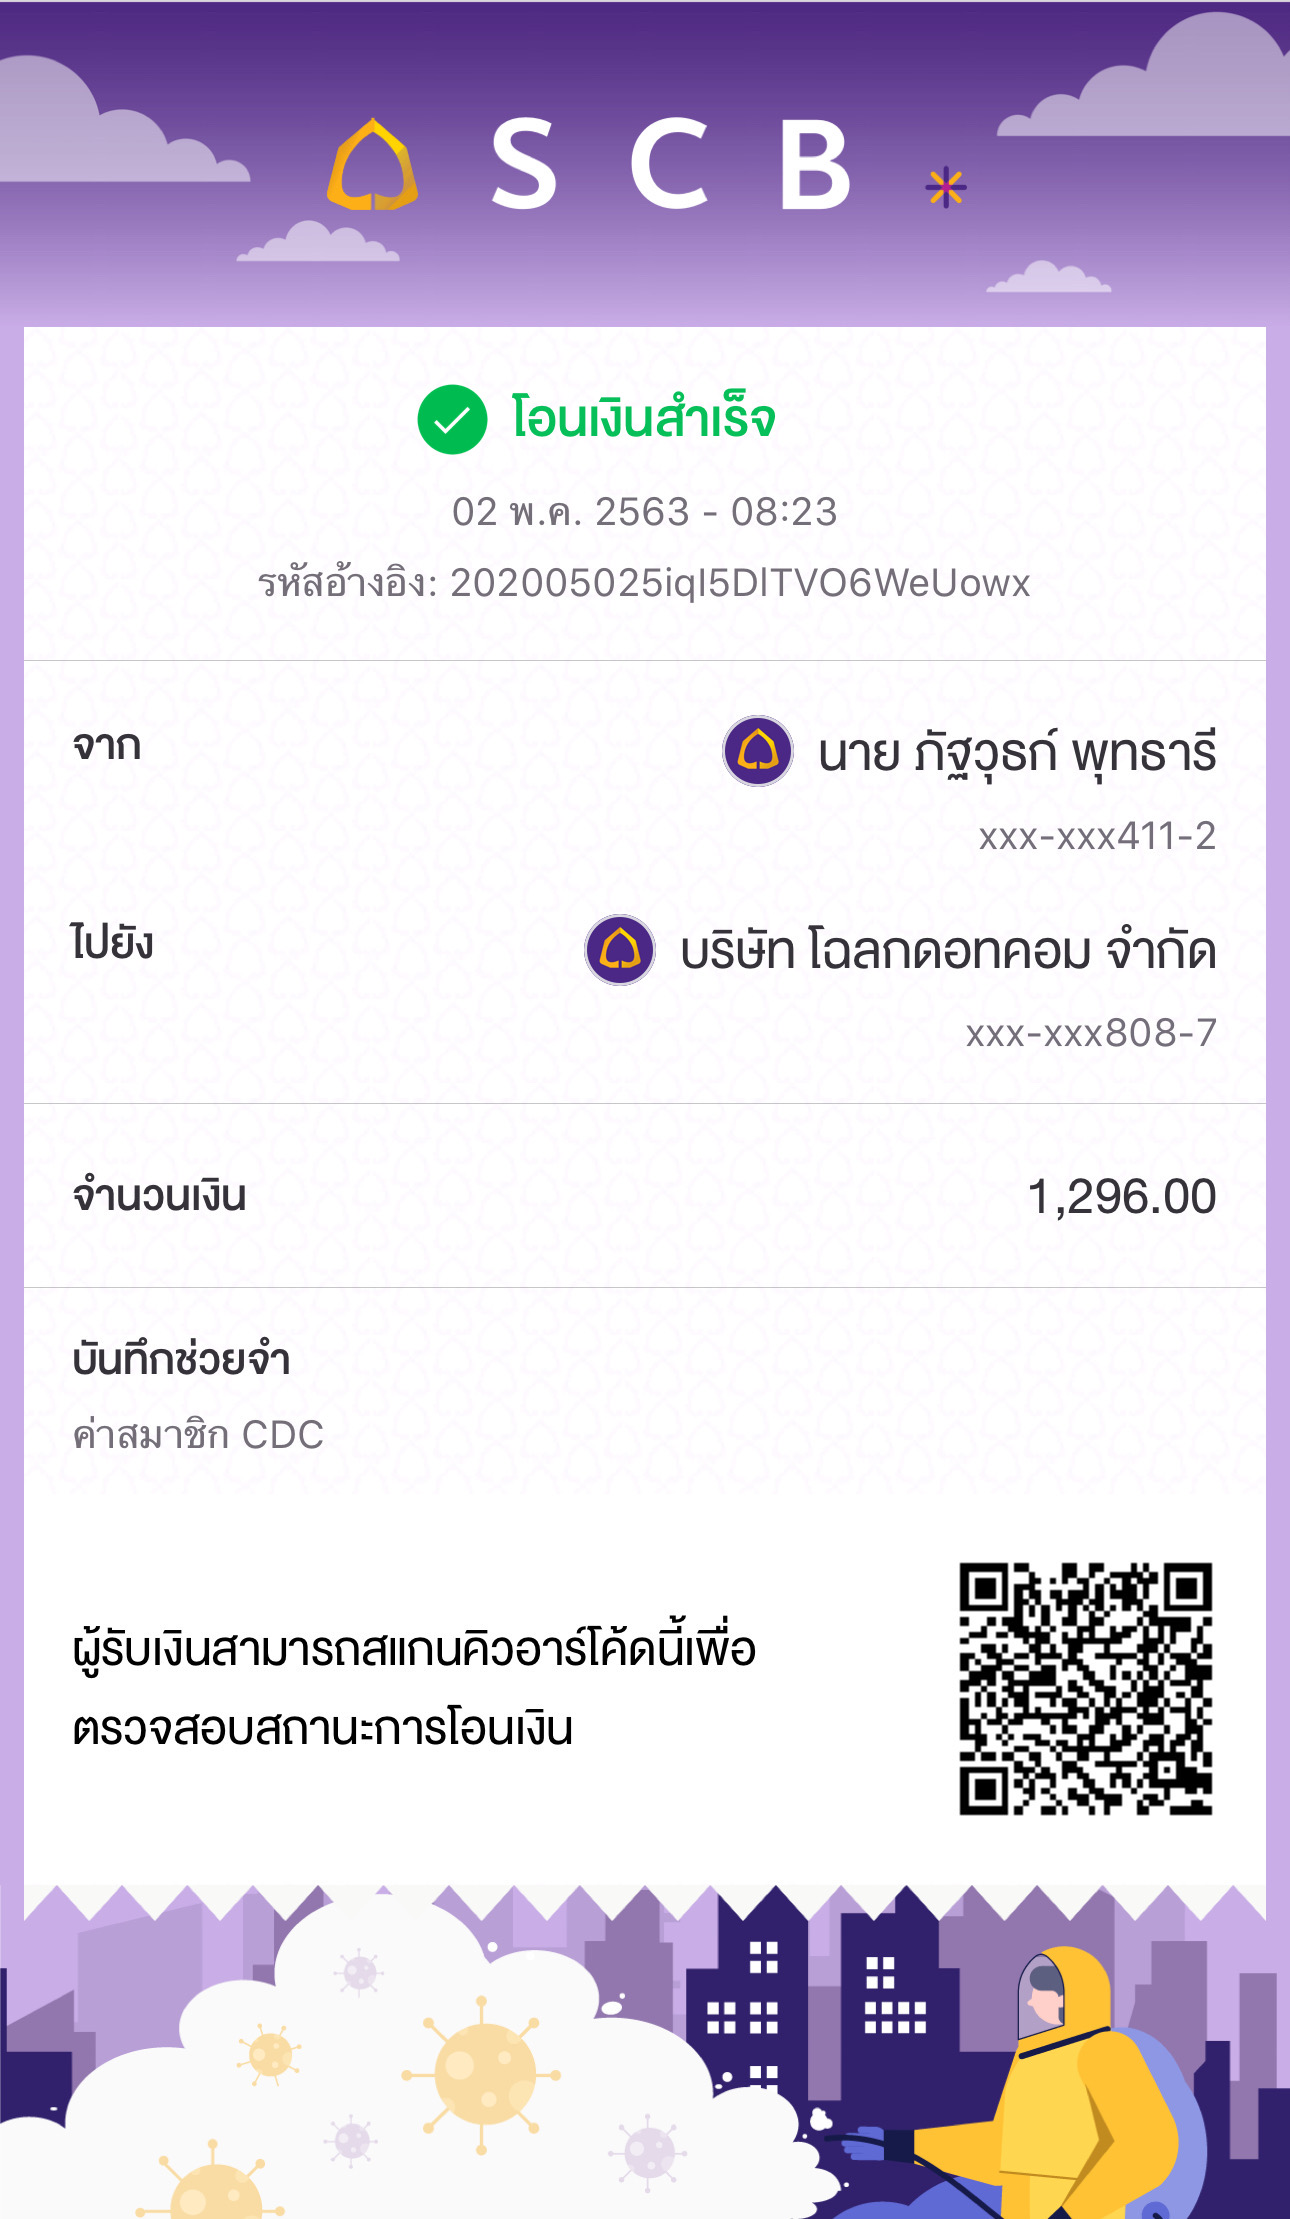 SCB
โอนเงินสำเร็จ
02 พ.ค. 2563 - 08:23
รหัสอ้างอิง: 202005025iqI5DlTVO6WeUowx
จาก
นาย ภัฐวุธก์ พุทธารี
xxx-xxx411-2
ไปยัง
บริษัท โฉลกดอทคอม จำกัด
xxx-xxx808-7
จำนวนเงิน
1,296.00
บันทึกช่วยจำ
ค่าสมาชิก CDC
ผู้รับเงินสามารถสแกนคิวอาร์โค้ดนี้เพื่อ
ตรวจสอบสถานะการโอนเงิน